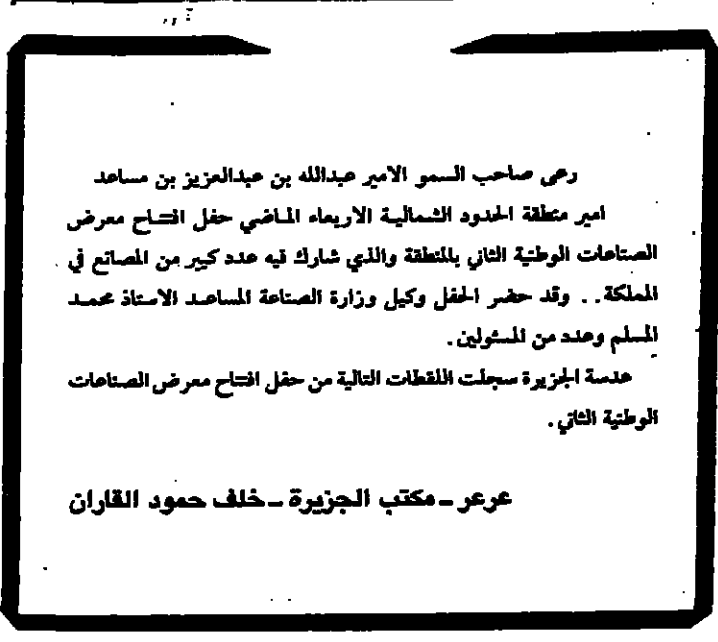 رعى صاحب السمو الامير عبدالله بن عبدالعزيز بن مساعد
امير منطقة الحدود الشمالية الاربعاء الماضي حفل افتتاح معرض
الصناعات الوطنية الثاني بالمنطقة والذي شارك فيه عدد كبير من المصانع في
المملكة . . وقد حضر الحفل وكيل وزارة الصناعة المساعد الاستاذ محمد
المسلم وعدد من المسئولين .
عدسة الجزيرة سجلت اللقطات التالية من حفل افتتاح معرض الصناعات
الوطنية الثاني .
عرعر ـ مكتب الجزيرة ـ خلف حمود القاران